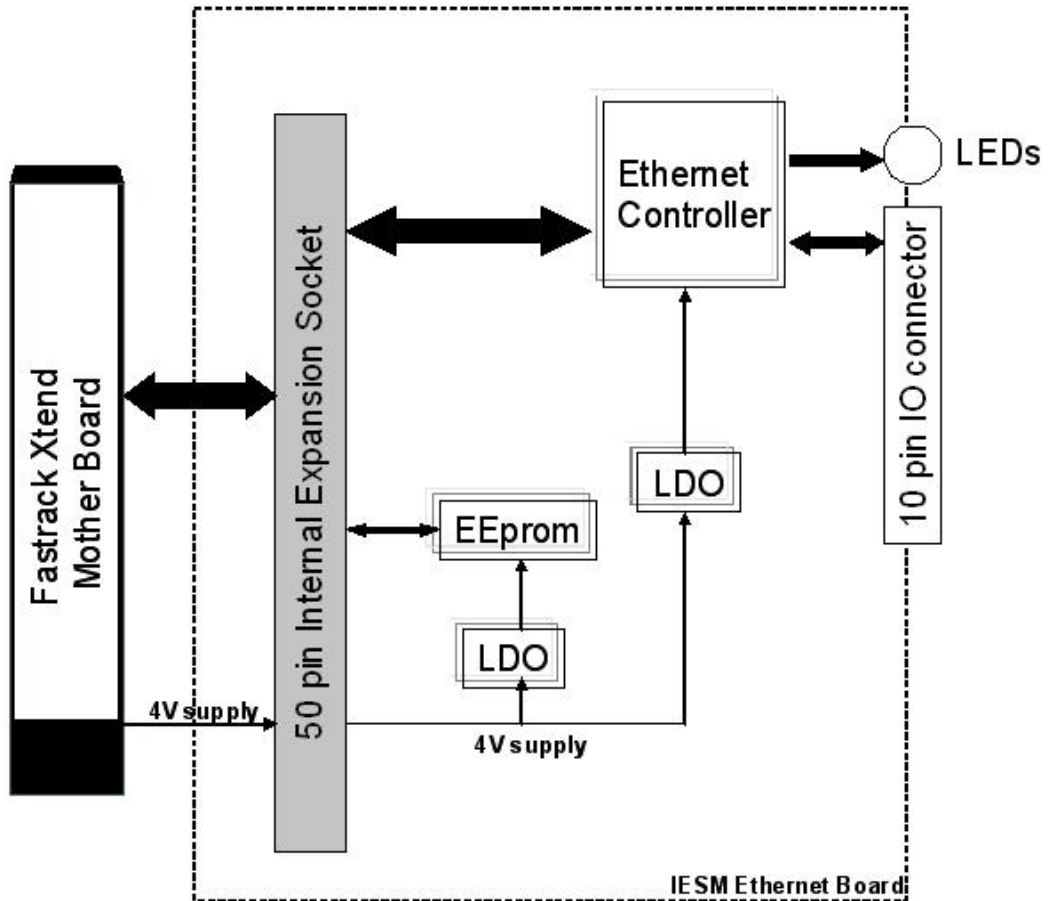 Fastrack Xtend
Mother Board
4V supply
50 pin Internal Expansion Socket
Ethernet
Controller
LEDs
10 pin IO connector
LDO
EEprom
LDO
4V supply
IESM Ethernet Board